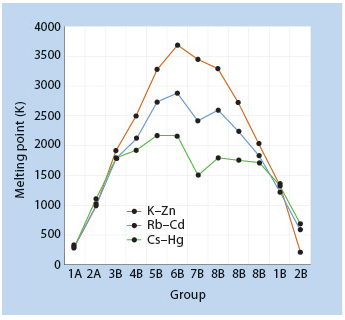 4000
3500
3000
2500
2000
1500
1000
500
0
Melting point (K)
K–Zn
Rb–Cd
Cs–Hg
1A 2A 3B 4B 5B 6B 7B 8B 8B 8B 1B 2B
Group